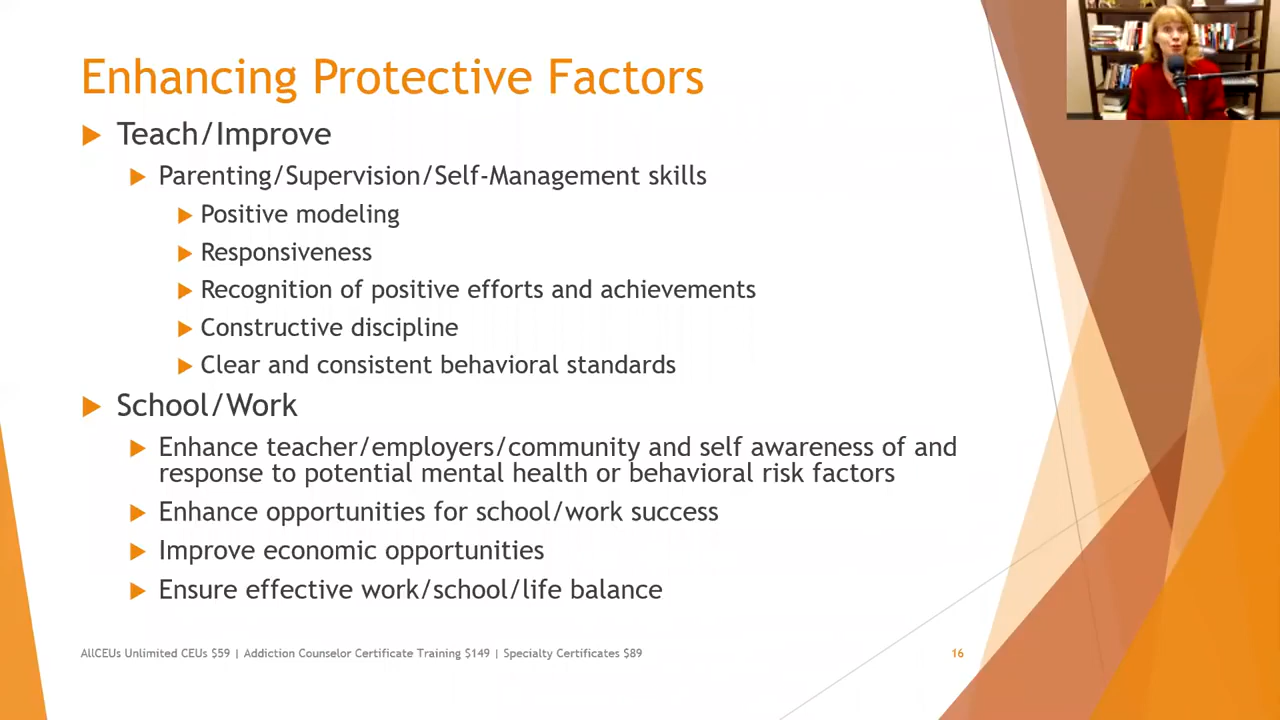 Enhancing Protective Factors
Teach/Improve
Parenting/Supervision/Self-Management skills
Positive modeling
Responsiveness
Recognition of positive efforts and achievements
Constructive discipline
Clear and consistent behavioral standards
School/Work
Enhance teacher/employers/community and self awareness of and
response to potential mental health or behavioral risk factors
Enhance opportunities for school/work success
Improve economic opportunities
Ensure effective work/school/life balance
AllCEUs Unlimited CEUs $59 | Addiction Counselor Certificate Training $149 | Specialty Certificates $89
16